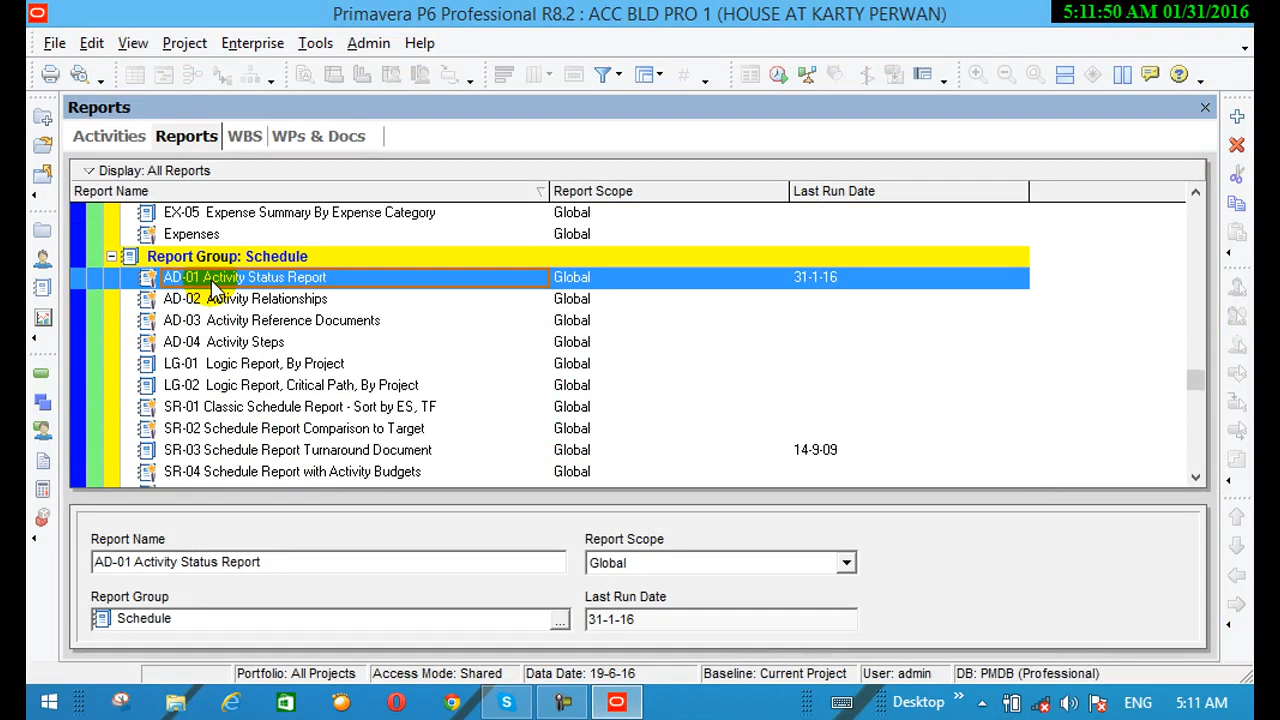 Primavera P6 Professional R8.2 : ACC BLD PRO 1 (HOUSE AT KARTY PERWAN)
5:11:50 AM 01/31/2016
File Edit View Project Enterprise Tools Admin Help
Reports
Activities Reports WBS WPs & Docs
Display: All Reports
Report Name Report Scope Last Run Date
EX-05 Expense Summary By Expense Category Global
Expenses Global
Report Group: Schedule
AD-01 Activity Status Report Global 31-1-16
AD-02 Activity Relationships Global
AD-03 Activity Reference Documents Global
AD-04 Activity Steps Global
LG-01 Logic Report, By Project Global
LG-02 Logic Report, Critical Path, By Project Global
SR-01 Classic Schedule Report - Sort by ES, TF Global
SR-02 Schedule Report Comparison to Target Global
SR-03 Schedule Report Turnaround Document Global 14-9-09
SR-04 Schedule Report with Activity Budgets Global
Report Name Report Scope
AD-01 Activity Status Report Global
Report Group Last Run Date
Schedule ... 31-1-16
Portfolio: All Projects Access Mode: Shared Data Date: 19-6-16 Baseline: Current Project User: admin DB: PMDB (Professional)
Desktop ENG 5:11 AM